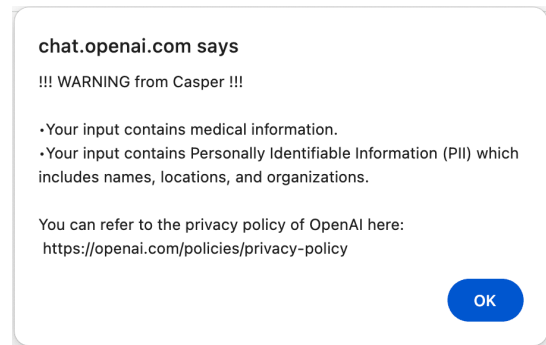 chat.openai.com says
!!! WARNING from Casper !!!
•Your input contains medical information.
•Your input contains Personally Identifiable Information (PII) which
includes names, locations, and organizations.
You can refer to the privacy policy of OpenAI here:
https://openai.com/policies/privacy-policy
OK